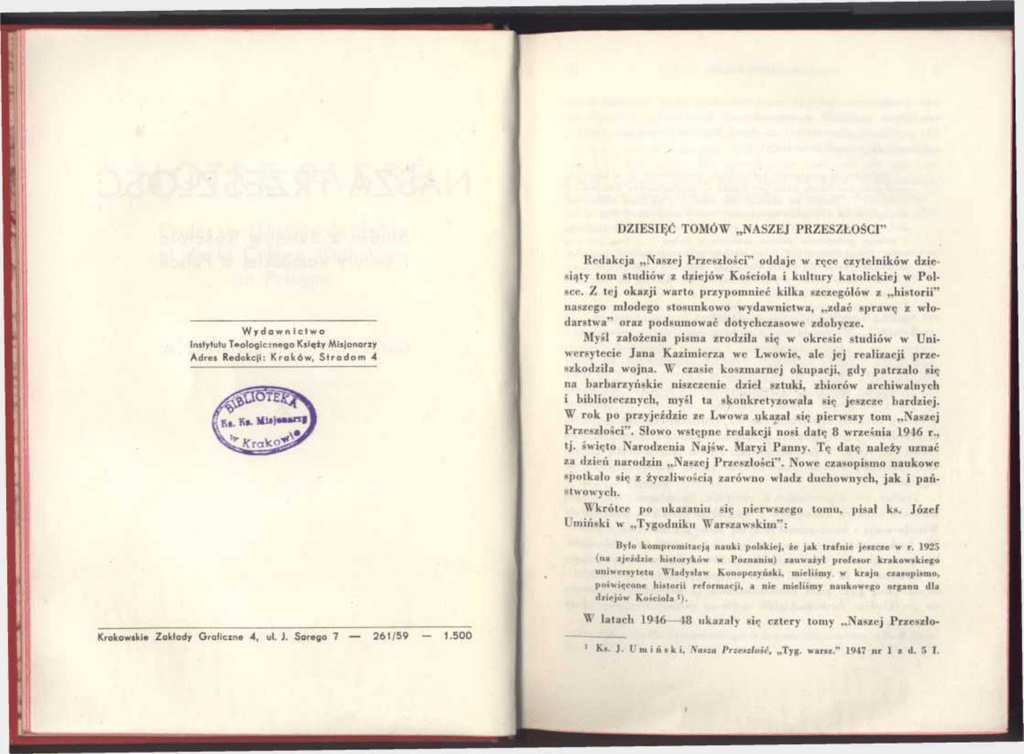 Wydawnictwo
Instytutu Teologicznego Księży Misjonarzy
Adres Redakcji: Kraków, Stradom 4
BIBLIOTEKA
Ks. Ks. Misjonarzy
w Krakowie
Krakowskie Zakłady Graficzne 4, ul. J. Sarego 7 — 261/59 — 1.500
DZIESIĘĆ TOMÓW „NASZEJ PRZESZŁOŚCI”
Redakcja „Naszej Przeszłości” oddaje w ręce czytelników dzie-
siąty tom studiów z dziejów Kościoła i kultury katolickiej w Pol-
sce. Z tej okazji warto przypomnieć kilka szczegółów z „historii”
naszego młodego stosunkowo wydawnictwa, „zdać sprawę z wło-
darstwa” oraz podsumować dotychczasowe zdobycze.
Myśl założenia pisma zrodziła się w okresie studiów w Uni-
wersytecie Jana Kazimierza we Lwowie, ale jej realizacji prze-
szkodziła wojna. W czasie koszmarnej okupacji, gdy patrzało się
na barbarzyńskie niszczenie dzieł sztuki, zbiorów archiwalnych
i bibliotecznych, myśl ta skonkretyzowała się jeszcze bardziej.
W rok po przyjeździe ze Lwowa ukazał się pierwszy tom „Naszej
Przeszłości”. Słowo wstępne redakcji nosi datę 8 września 1946 r.,
tj. święto Narodzenia Najśw. Maryi Panny. Tę datę należy uznać
za dzień narodzin „Naszej Przeszłości”. Nowe czasopismo naukowe
spotkało się z życzliwością zarówno władz duchownych, jak i pań-
stwowych.
Wkrótce po ukazaniu się pierwszego tomu, pisał ks. Józef
Umiński w „Tygodniku Warszawskim”:
Było kompromitacją nauki polskiej, że jak trafnie jeszcze w r. 1925
(na zjeździe historyków w Poznaniu) zauważył profesor krakowskiego
uniwersytetu Władysław Konopczyński, mieliśmy w kraju czasopismo,
poświęcone historii reformacji, a nie mieliśmy naukowego organu dla
dziejów Kościoła ¹).
W latach 1946—48 ukazały się cztery tomy „Naszej Przeszło-
¹ Ks. J. Umiński, Nasza Przeszłość, „Tyg. warsz.” 1947 nr 1 z d. 5 I.